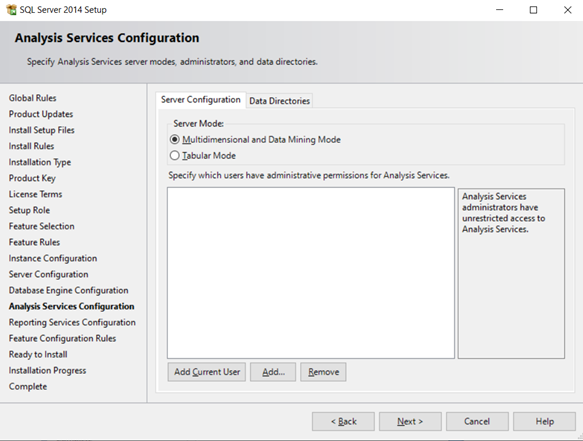 SQL Server 2014 Setup
Analysis Services Configuration
Specify Analysis Services server modes, administrators, and data directories.
Global Rules
Product Updates
Install Setup Files
Install Rules
Installation Type
Product Key
License Terms
Setup Role
Feature Selection
Feature Rules
Instance Configuration
Server Configuration
Database Engine Configuration
Analysis Services Configuration
Reporting Services Configuration
Feature Configuration Rules
Ready to Install
Installation Progress
Complete
Server Configuration Data Directories
Server Mode:
Multidimensional and Data Mining Mode
Tabular Mode
Specify which users have administrative permissions for Analysis Services.
Analysis Services
administrators have
unrestricted access to
Analysis Services.
Add Current User Add... Remove
< Back Next > Cancel Help